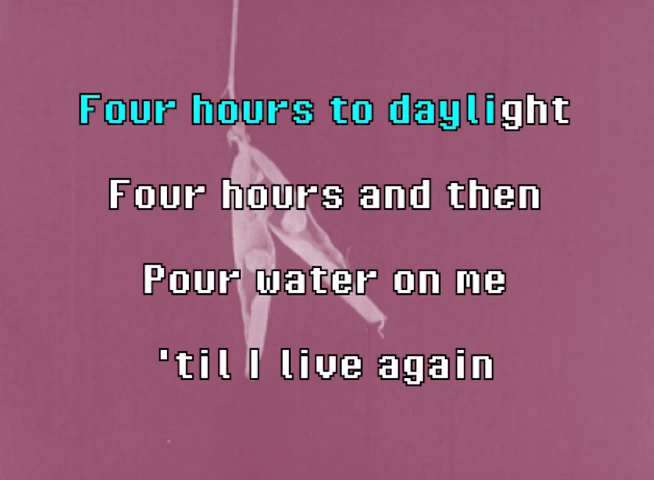 Four hours to daylight
Four hours and then
Pour water on me
'til I live again